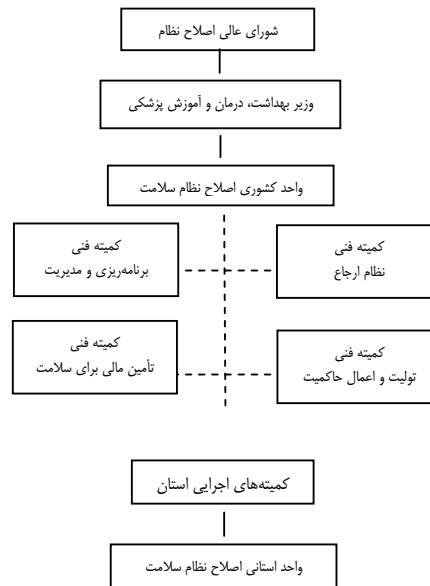 شورای عالی اصلاح نظام
وزیر بهداشت، درمان و آموزش پزشکی
واحد کشوری اصلاح نظام سلامت
کمیته فنی
نظام ارجاع
کمیته فنی
برنامه‌ریزی و مدیریت
کمیته فنی
تولیت و اعمال حاکمیت
کمیته فنی
تأمین مالی برای سلامت
کمیته‌های اجرایی استان
واحد استانی اصلاح نظام سلامت